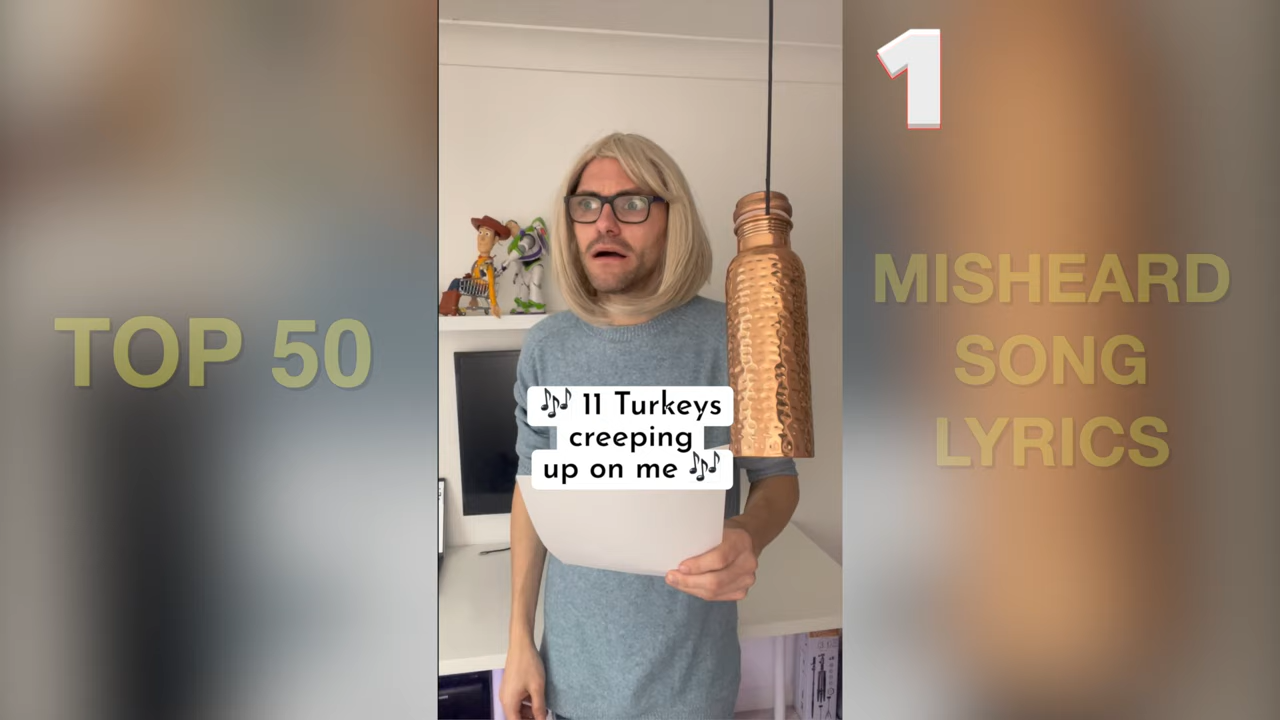 TOP 50
🎶 11 Turkeys
creeping
up on me 🎶
1
MISHEARD
SONG
LYRICS